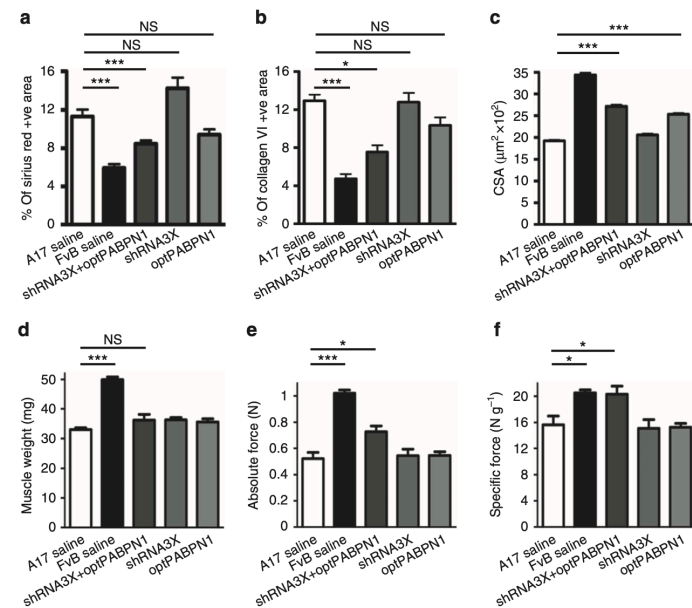 a
NS
NS
***
***
% Of sirius red +ve area
16
12
8
4
0
A17 saline
FvB saline
shRNA3X+optPABPN1
shRNA3X
optPABPN1
b
NS
NS
*
***
% Of collagen VI +ve area
16
12
8
4
0
A17 saline
FvB saline
shRNA3X+optPABPN1
shRNA3X
optPABPN1
c
***
***
CSA (μm² ×10²)
35
30
25
20
15
10
5
0
A17 saline
FvB saline
shRNA3X+optPABPN1
shRNA3X
optPABPN1
d
NS
***
Muscle weight (mg)
50
40
30
20
10
0
A17 saline
FvB saline
shRNA3X+optPABPN1
shRNA3X
optPABPN1
e
*
***
Absolute force (N)
1
0.8
0.6
0.4
0.2
0
A17 saline
FvB saline
shRNA3X+optPABPN1
shRNA3X
optPABPN1
f
*
*
Specific force (N g⁻¹)
20
16
12
8
4
0
A17 saline
FvB saline
shRNA3X+optPABPN1
shRNA3X
optPABPN1